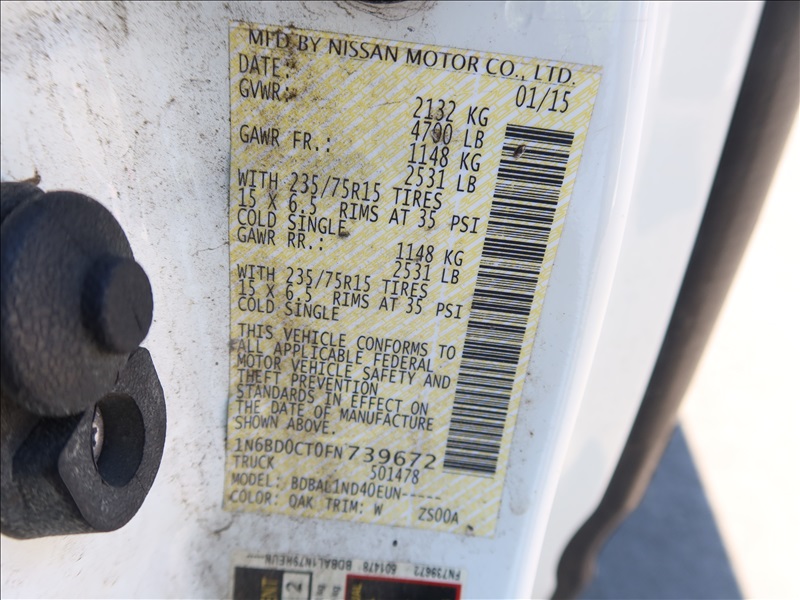 MFD BY NISSAN MOTOR CO., LTD.
DATE: 01/15
GVWR: 2132 KG
4700 LB
GAWR FR.: 1148 KG
2531 LB
WITH 235/75R15 TIRES
15 X 6.5 RIMS AT 35 PSI
COLD SINGLE
GAWR RR.: 1148 KG
2531 LB
WITH 235/75R15 TIRES
15 X 6.5 RIMS AT 35 PSI
COLD SINGLE
THIS VEHICLE CONFORMS TO
ALL APPLICABLE FEDERAL
MOTOR VEHICLE SAFETY AND
THEFT PREVENTION
STANDARDS IN EFFECT ON
THE DATE OF MANUFACTURE
SHOWN ABOVE.
1N6BD0CT0FN739672
TRUCK 501478
MODEL: BDBAL1ND40EUN-----
COLOR: QAK TRIM: W ZS00A
FN739672 501478